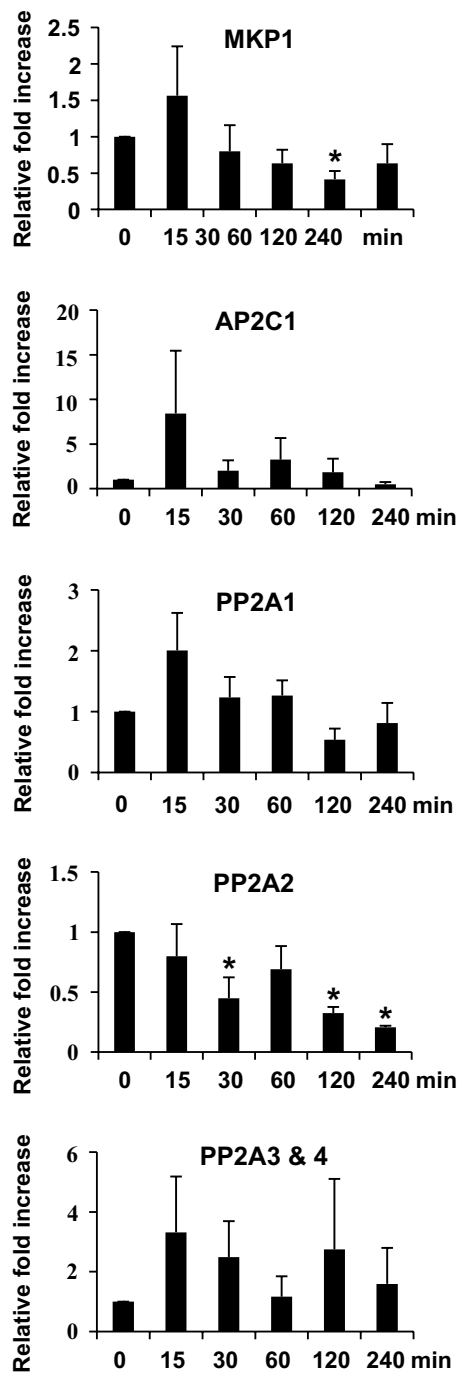 MKP1
Relative fold increase
2.5
2
1.5
1
0.5
0
*
0 15 30 60 120 240 min
AP2C1
Relative fold increase
20
15
10
5
0
0 15 30 60 120 240 min
PP2A1
Relative fold increase
3
2
1
0
0 15 30 60 120 240 min
PP2A2
Relative fold increase
1.5
1
0.5
0
* * *
0 15 30 60 120 240 min
PP2A3 & 4
Relative fold increase
6
4
2
0
0 15 30 60 120 240 min